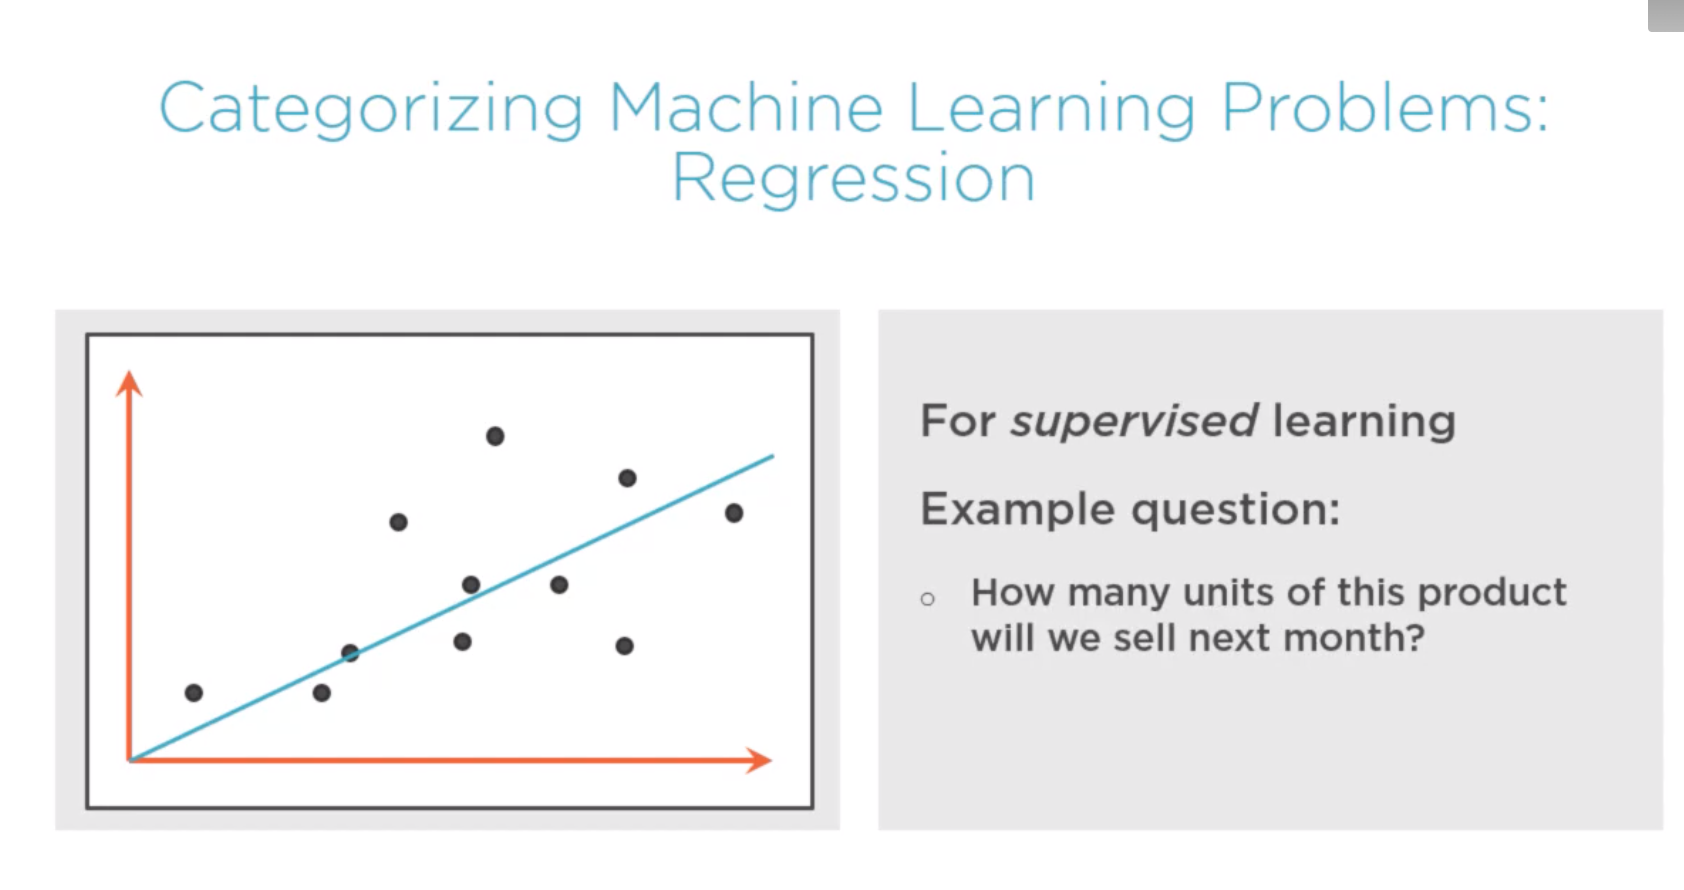 Categorizing Machine Learning Problems:
Regression
For supervised learning
Example question:
○ How many units of this product
will we sell next month?